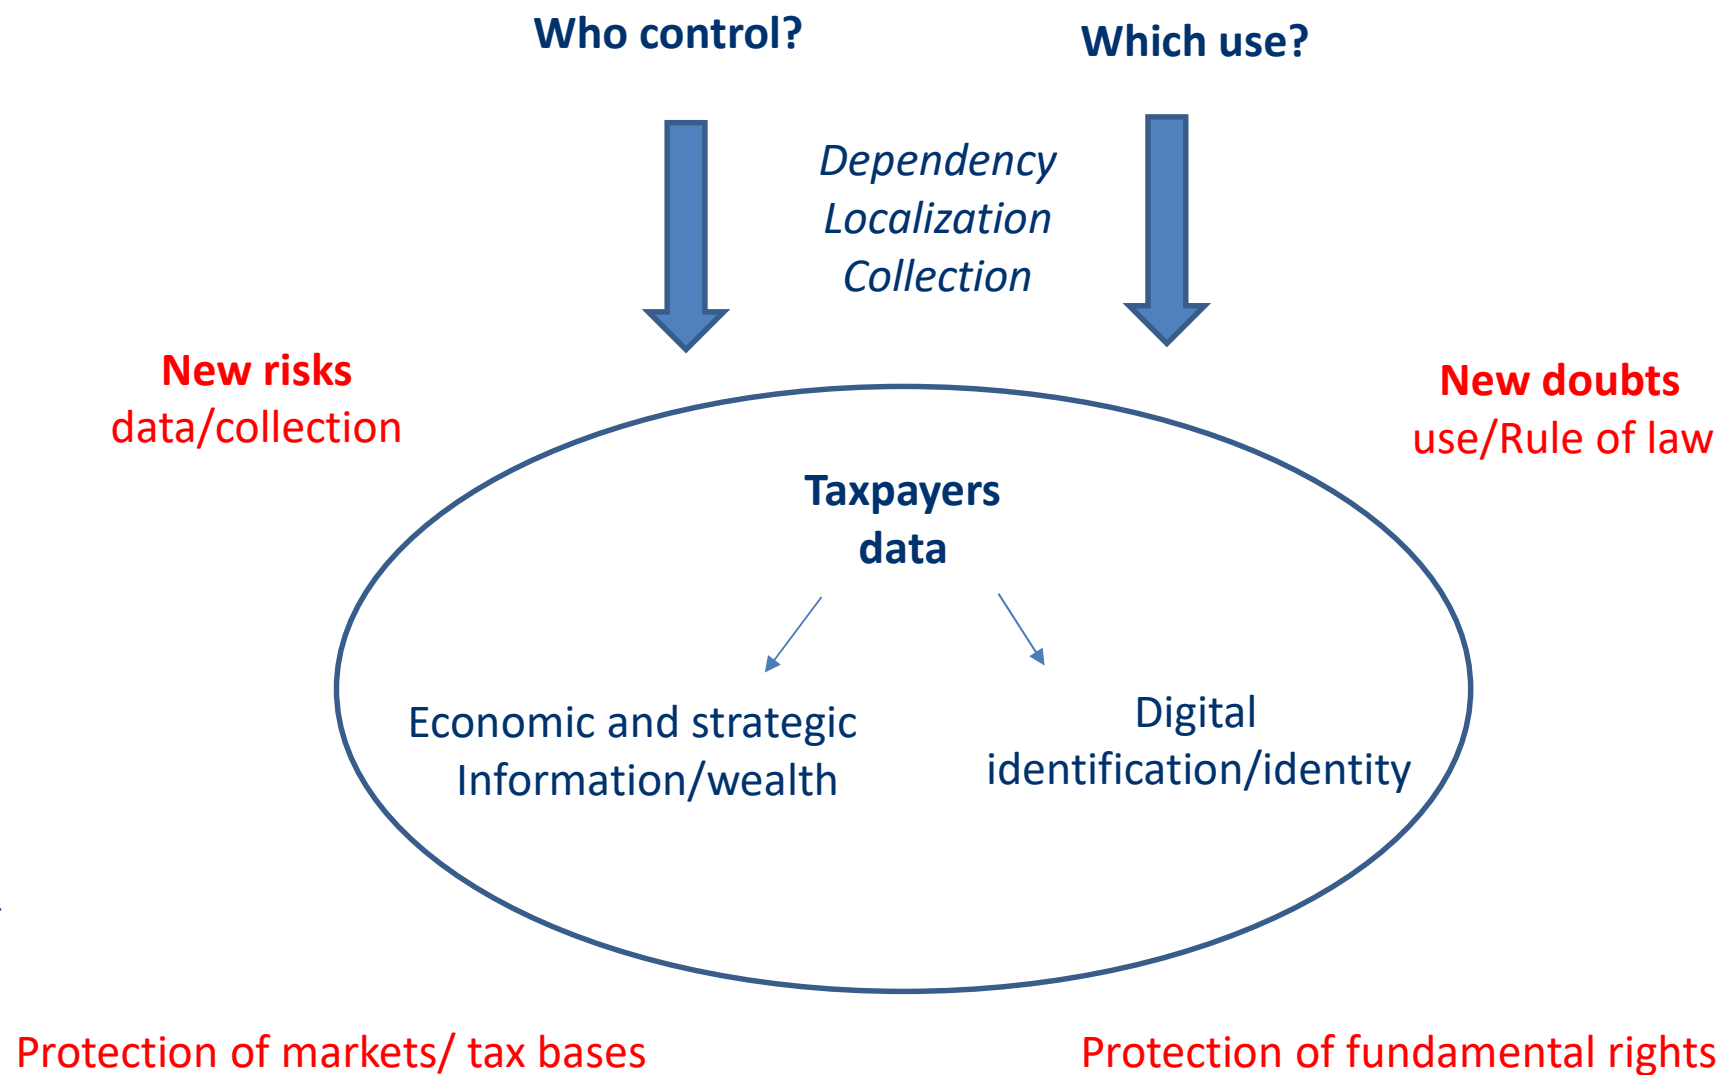 Who control?
Which use?
Dependency
Localization
Collection
New risks
data/collection
New doubts
use/Rule of law
Taxpayers
data
Economic and strategic
Information/wealth
Digital
identification/identity
Protection of markets/ tax bases
Protection of fundamental rights